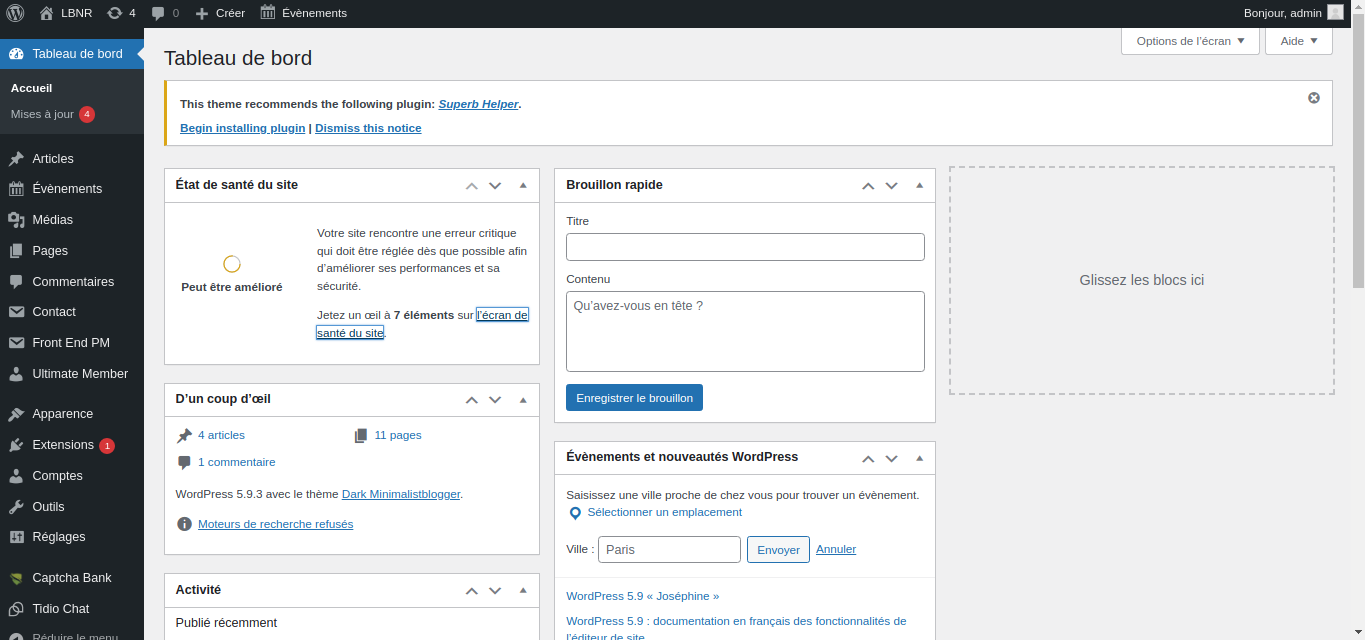 LBNR 4 0 Créer Évènements Bonjour, admin
Tableau de bord
Accueil
Mises à jour 4
Articles
Évènements
Médias
Pages
Commentaires
Contact
Front End PM
Ultimate Member
Apparence
Extensions 1
Comptes
Outils
Réglages
Captcha Bank
Tidio Chat
Réduire le menu
Options de l'écran Aide
Tableau de bord
This theme recommends the following plugin: Superb Helper.
Begin installing plugin | Dismiss this notice
État de santé du site
Peut être amélioré
Votre site rencontre une erreur critique
qui doit être réglée dès que possible afin
d'améliorer ses performances et sa
sécurité.
Jetez un œil à 7 éléments sur l'écran de
santé du site.
D'un coup d'œil
4 articles 11 pages
1 commentaire
WordPress 5.9.3 avec le thème Dark Minimalistblogger.
Moteurs de recherche refusés
Activité
Publié récemment
Brouillon rapide
Titre
Contenu
Qu'avez-vous en tête ?
Enregistrer le brouillon
Évènements et nouveautés WordPress
Saisissez une ville proche de chez vous pour trouver un évènement.
Sélectionner un emplacement
Ville : Paris Envoyer Annuler
WordPress 5.9 « Joséphine »
WordPress 5.9 : documentation en français des fonctionnalités de
l'éditeur de site
Glissez les blocs ici